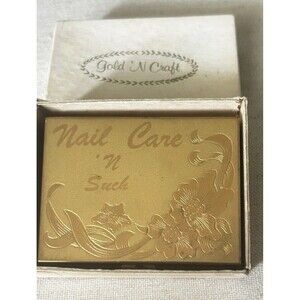 Gold 'N Craft
Nail Care
'N
Such